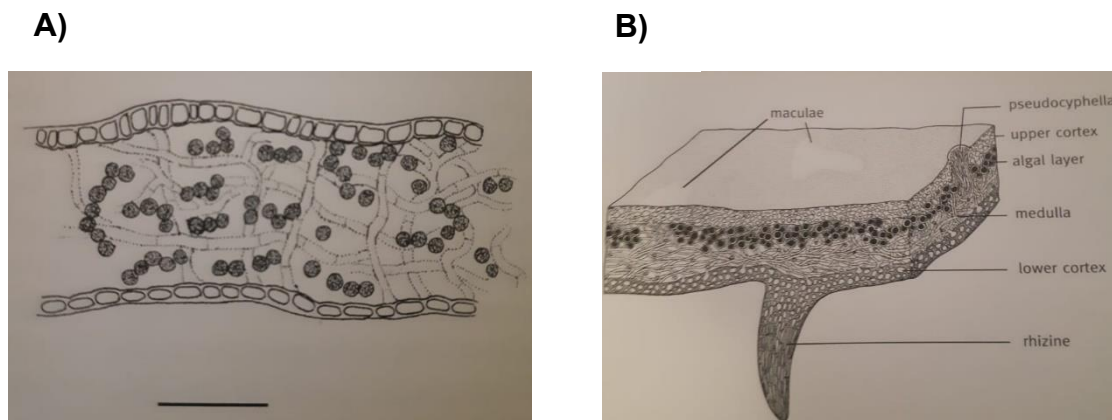 A)
B)
maculae
pseudocyphella
upper cortex
algal layer
medulla
lower cortex
rhizine